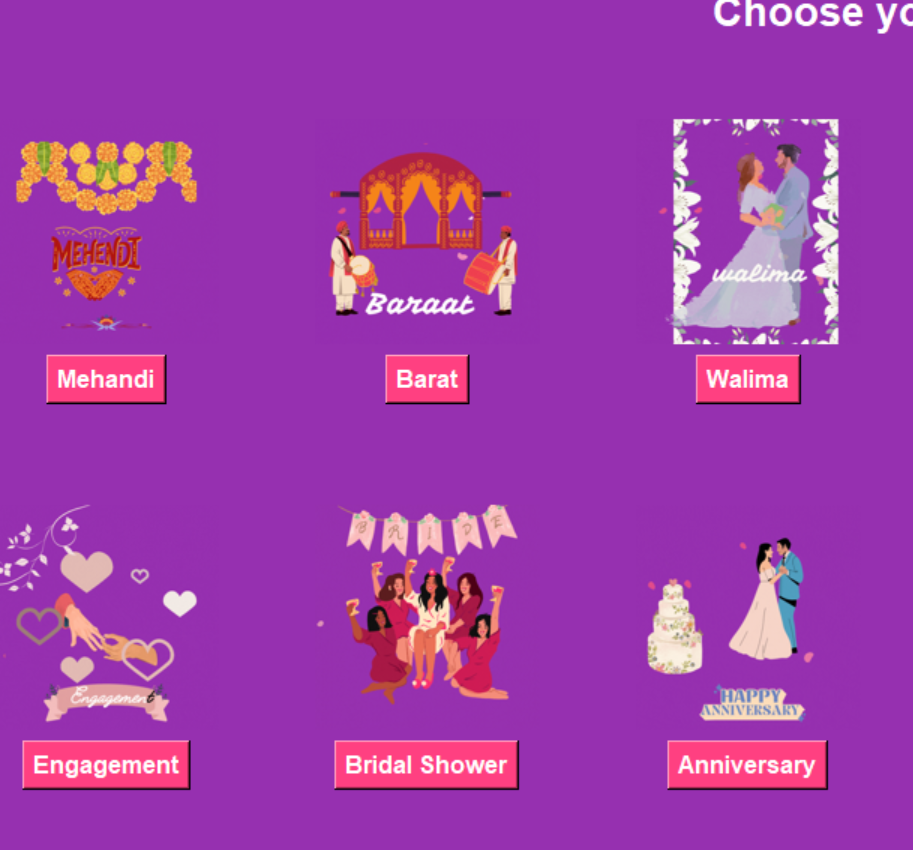 Choose yo
MEHENDI
Baraat
walima
Mehandi
Barat
Walima
BRIDE
Engagement
HAPPY
ANNIVERSARY
Engagement
Bridal Shower
Anniversary